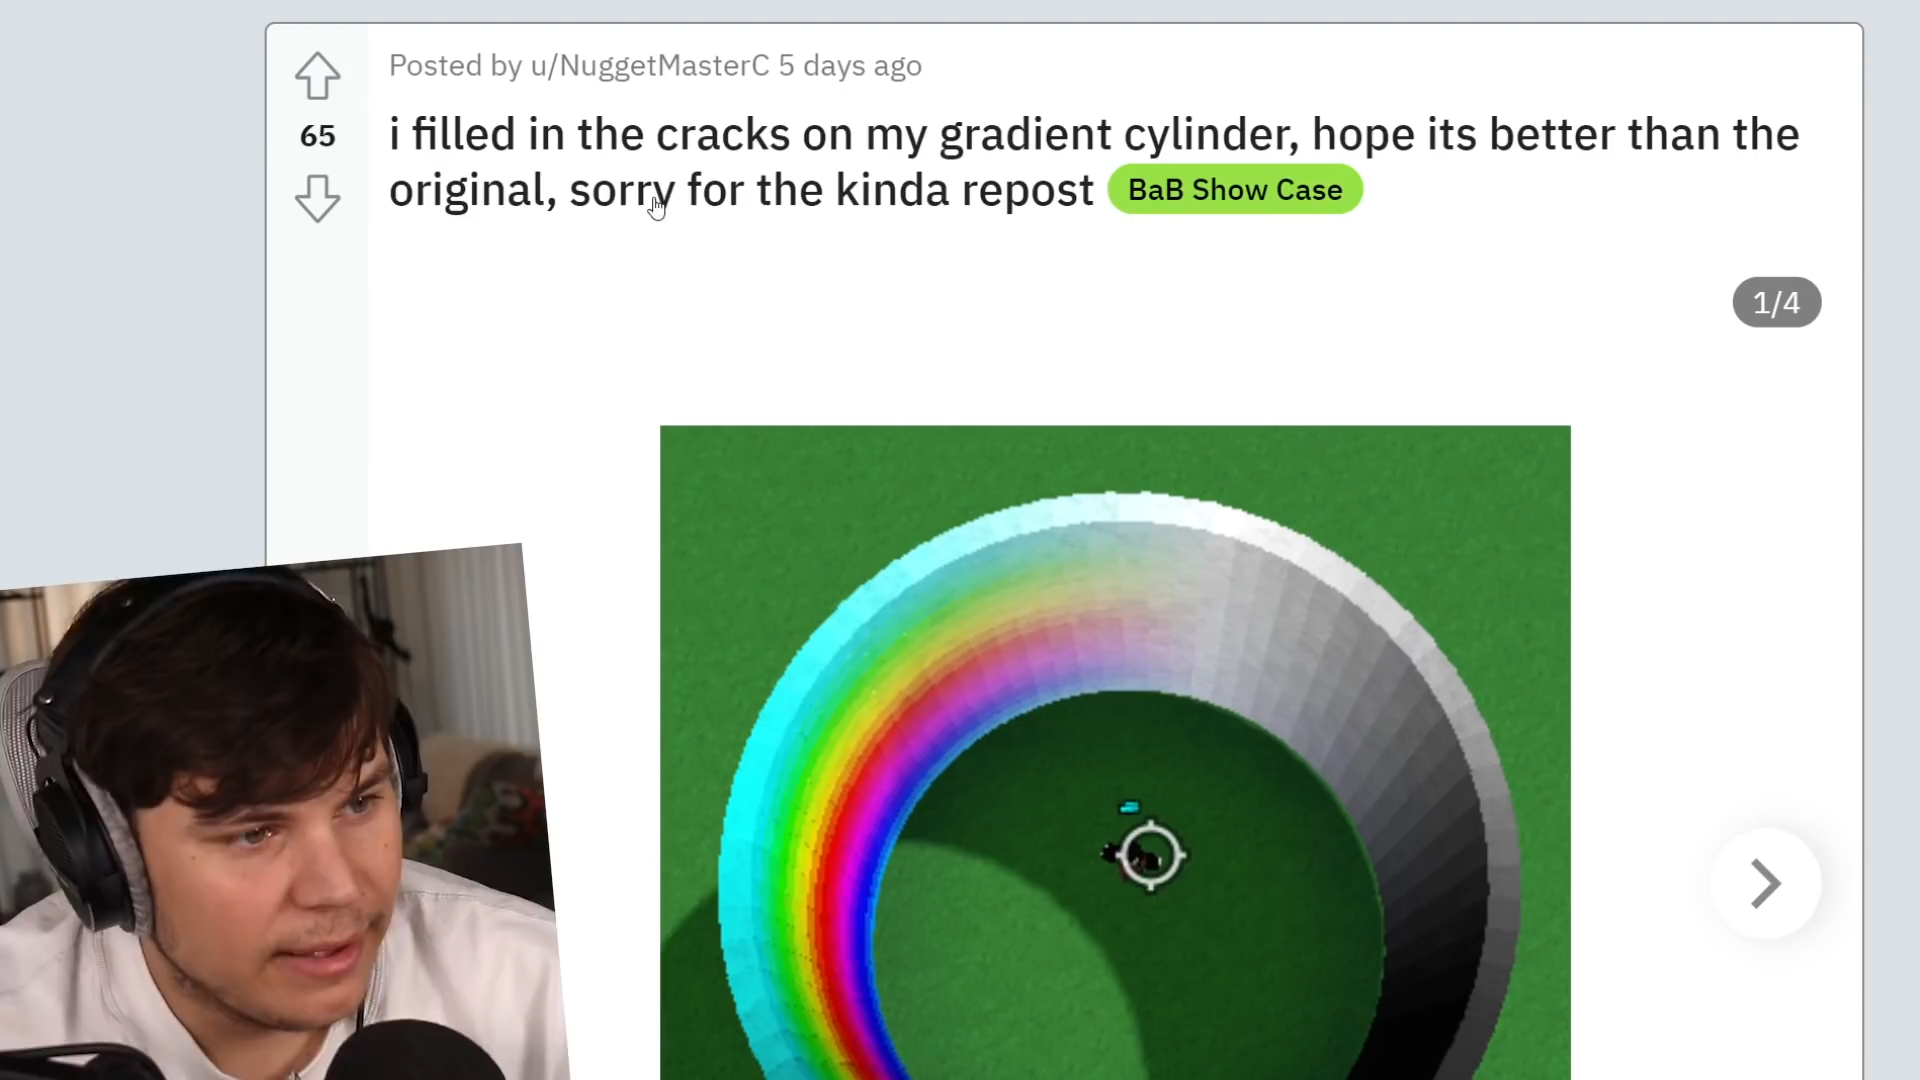 Posted by u/NuggetMasterC 5 days ago
65
i filled in the cracks on my gradient cylinder, hope its better than the
original, sorry for the kinda repost BaB Show Case
1/4